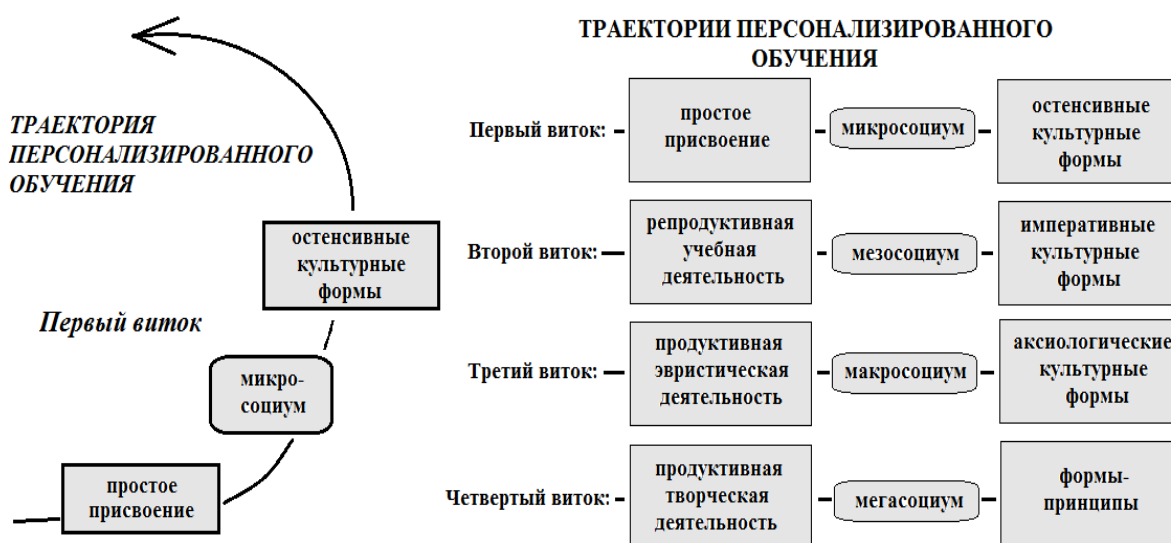 ТРАЕКТОРИЯ
ПЕРСОНАЛИЗИРОВАННОГО
ОБУЧЕНИЯ
остенсивные
культурные
формы
Первый виток
микро-
социум
простое
присвоение
ТРАЕКТОРИИ ПЕРСОНАЛИЗИРОВАННОГО
ОБУЧЕНИЯ
Первый виток:
простое
присвоение
микросоциум
остенсивные
культурные
формы
Второй виток:
репродуктивная
учебная
деятельность
мезосоциум
императивные
культурные
формы
Третий виток:
продуктивная
эвристическая
деятельность
макросоциум
аксиологические
культурные
формы
Четвертый виток:
продуктивная
творческая
деятельность
мегасоциум
формы-
принципы